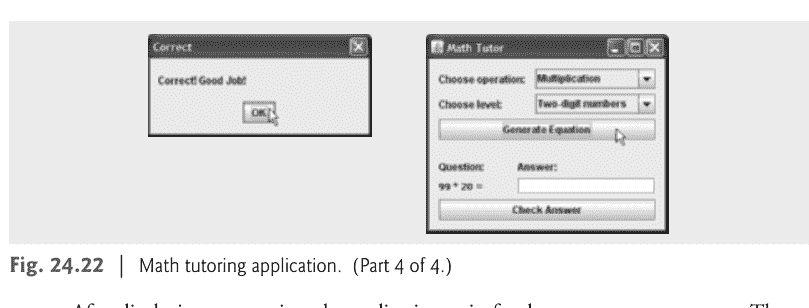 Correct
Correct! Good Job!
OK
Math Tutor
Choose operation: Multiplication
Choose level: Two-digit numbers
Generate Equation
Question: Answer:
99 * 20 =
Check Answer
Fig. 24.22 | Math tutoring application. (Part 4 of 4.)